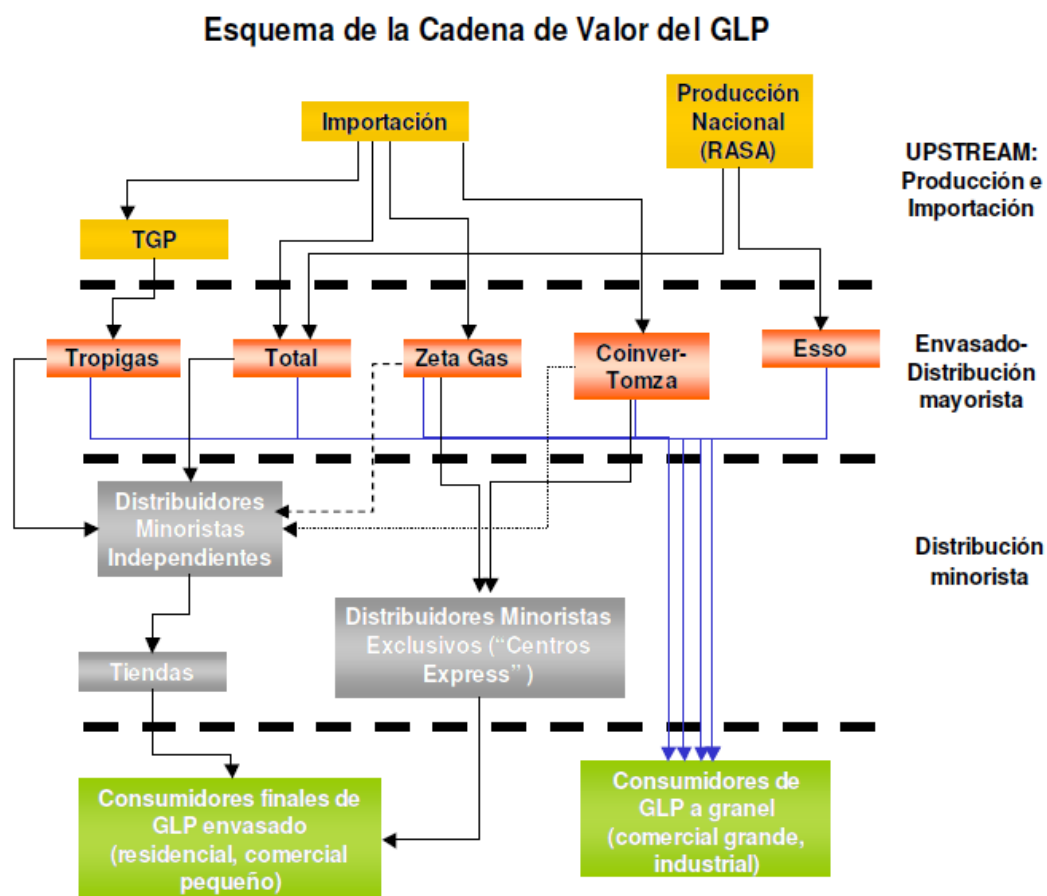 Esquema de la Cadena de Valor del GLP
Importación
Producción
Nacional
(RASA)
UPSTREAM:
Producción e
Importación
TGP
Tropigas
Total
Zeta Gas
Coinver-
Tomza
Esso
Envasado-
Distribución
mayorista
Distribuidores
Minoristas
Independientes
Distribución
minorista
Distribuidores Minoristas
Exclusivos (“Centros
Express” )
Tiendas
Consumidores finales de
GLP envasado
(residencial, comercial
pequeño)
Consumidores de
GLP a granel
(comercial grande,
industrial)